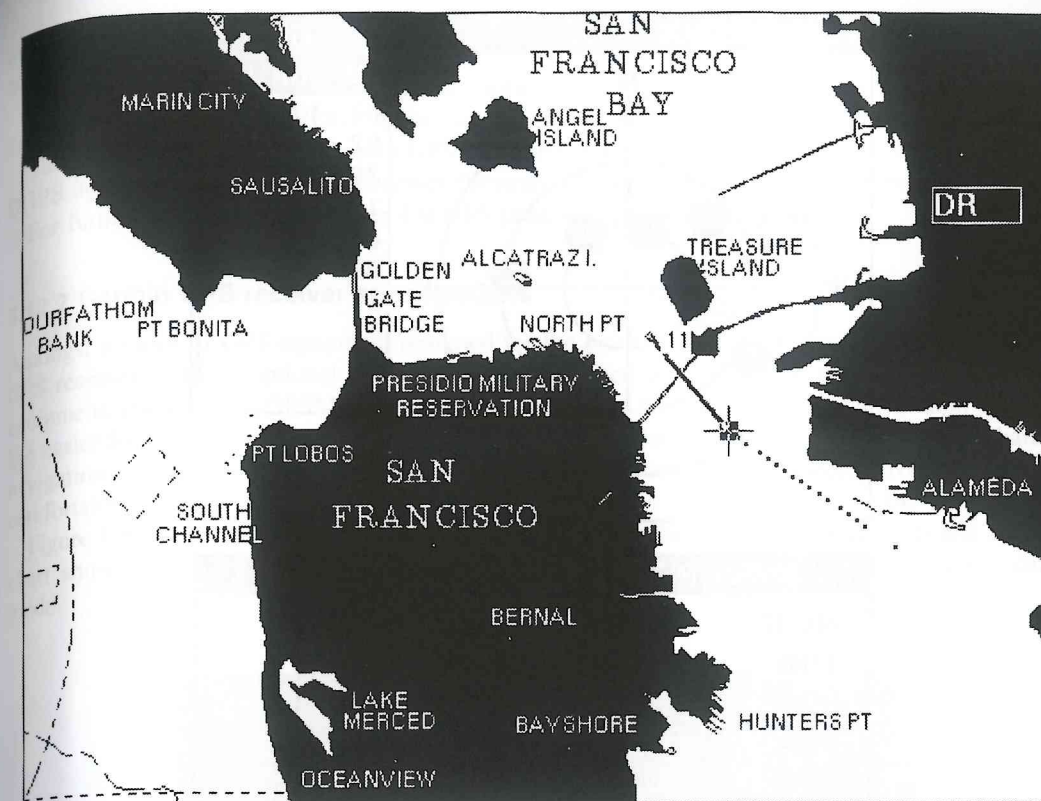 SAN
FRANCISCO
BAY
MARIN CITY
ANGEL
ISLAND
SAUSALITO
DR
TREASURE
ISLAND
ALCATRAZ I.
GOLDEN
GATE
BRIDGE
OURFATHOM
BANK
PT BONITA
NORTH PT
11
PRESIDIO MILITARY
RESERVATION
PT LOBOS
SAN
FRANCISCO
ALAMEDA
SOUTH
CHANNEL
BERNAL
LAKE
MERCED
BAYSHORE
HUNTERS PT
OCEANVIEW